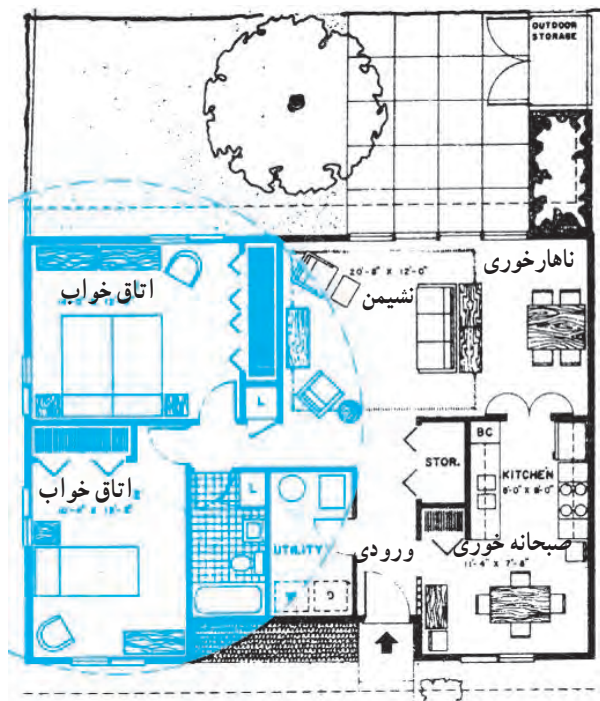 OUTDOOR
STORAGE
ناهارخوری
20'-8" X 12'-0"
نشیمن
اتاق خواب
L
BC
STOR.
KITCHEN
8'-0" X 8'-0"
اتاق خواب
L
UTILITY
ورودی
صبحانه خوری
11'-4" X 7'-8"
W
D